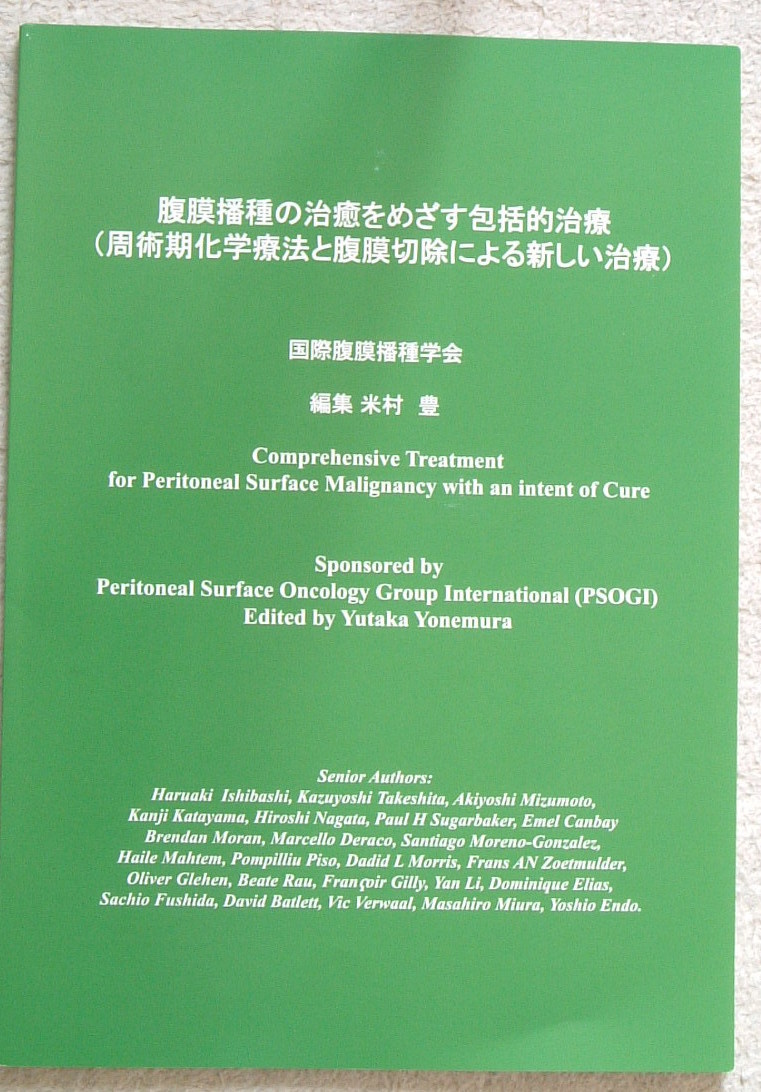 腹膜播種の治癒をめざす包括的治療
（周術期化学療法と腹膜切除による新しい治療）
国際腹膜播種学会
編集 米村 豊
Comprehensive Treatment
for Peritoneal Surface Malignancy with an intent of Cure
Sponsored by
Peritoneal Surface Oncology Group International (PSOGI)
Edited by Yutaka Yonemura
Senior Authors:
Haruaki Ishibashi, Kazuyoshi Takeshita, Akiyoshi Mizumoto,
Kanji Katayama, Hiroshi Nagata, Paul H Sugarbaker, Emel Canbay
Brendan Moran, Marcello Deraco, Santiago Moreno-Gonzalez,
Haile Mahtem, Pompilliu Piso, Dadid L Morris, Frans AN Zoetmulder,
Oliver Glehen, Beate Rau, Françoir Gilly, Yan Li, Dominique Elias,
Sachio Fushida, David Batlett, Vic Verwaal, Masahiro Miura, Yoshio Endo.